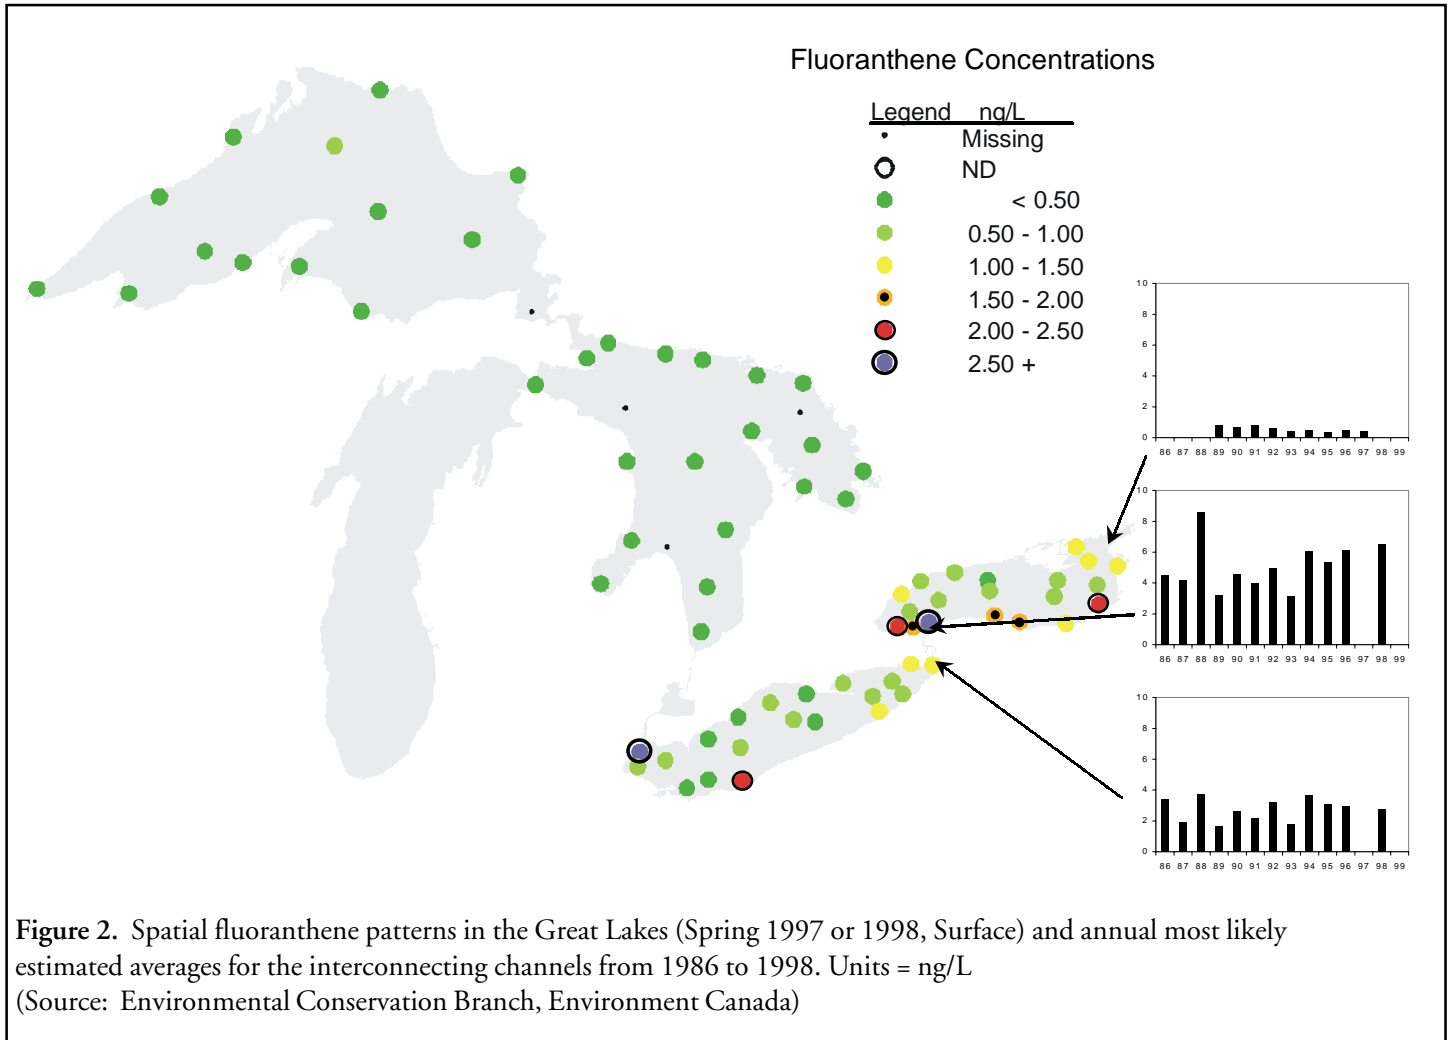 Fluoranthene Concentrations
Legend ng/L
Missing
ND
< 0.50
0.50 - 1.00
1.00 - 1.50
1.50 - 2.00
2.00 - 2.50
2.50 +
10
8
6
4
2
0
86 87 88 89 90 91 92 93 94 95 96 97 98 99
10
8
6
4
2
0
86 87 88 89 90 91 92 93 94 95 96 97 98 99
10
8
6
4
2
0
86 87 88 89 90 91 92 93 94 95 96 97 98 99
Figure 2. Spatial fluoranthene patterns in the Great Lakes (Spring 1997 or 1998, Surface) and annual most likely
estimated averages for the interconnecting channels from 1986 to 1998. Units = ng/L
(Source: Environmental Conservation Branch, Environment Canada)